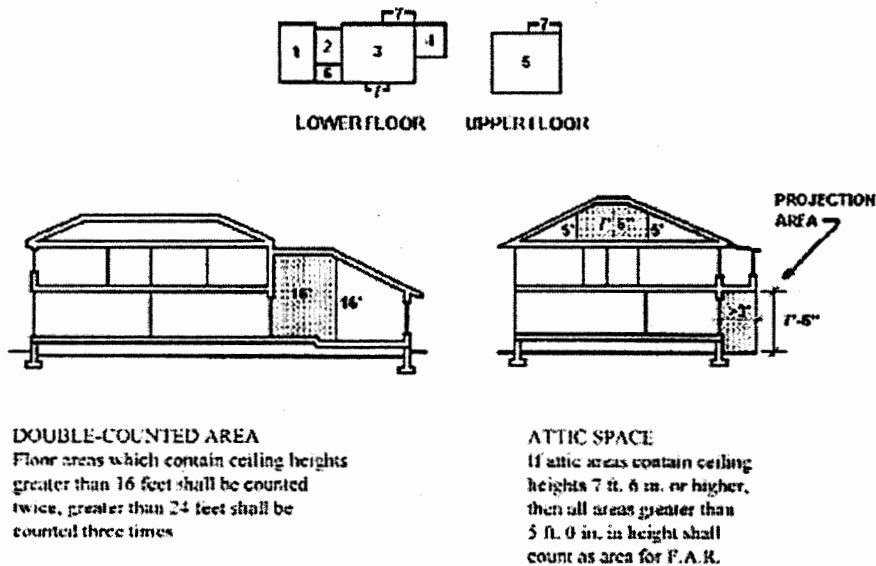 7
1
2
3
4
6
7
7
5
LOWER FLOOR
UPPER FLOOR
PROJECTION
AREA
5'
7' 6"
5'
16'
16'
>3'
7'-6"
DOUBLE-COUNTED AREA
Floor areas which contain ceiling heights
greater than 16 feet shall be counted
twice, greater than 24 feet shall be
counted three times
ATTIC SPACE
If attic areas contain ceiling
heights 7 ft. 6 in. or higher,
then all areas greater than
5 ft. 0 in. in height shall
count as area for F.A.R.